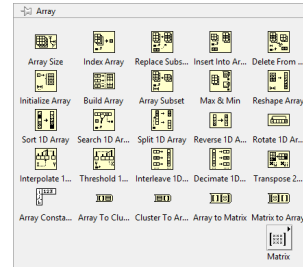 Array
Array Size Index Array Replace Subs... Insert Into Ar... Delete From ...
Initialize Array Build Array Array Subset Max & Min Reshape Array
Sort 1D Array Search 1D Ar... Split 1D Array Reverse 1D A... Rotate 1D Ar...
Interpolate 1... Threshold 1... Interleave 1D... Decimate 1D... Transpose 2...
Array Consta... Array To Clu... Cluster To Ar... Array to Matrix Matrix to Array
Matrix